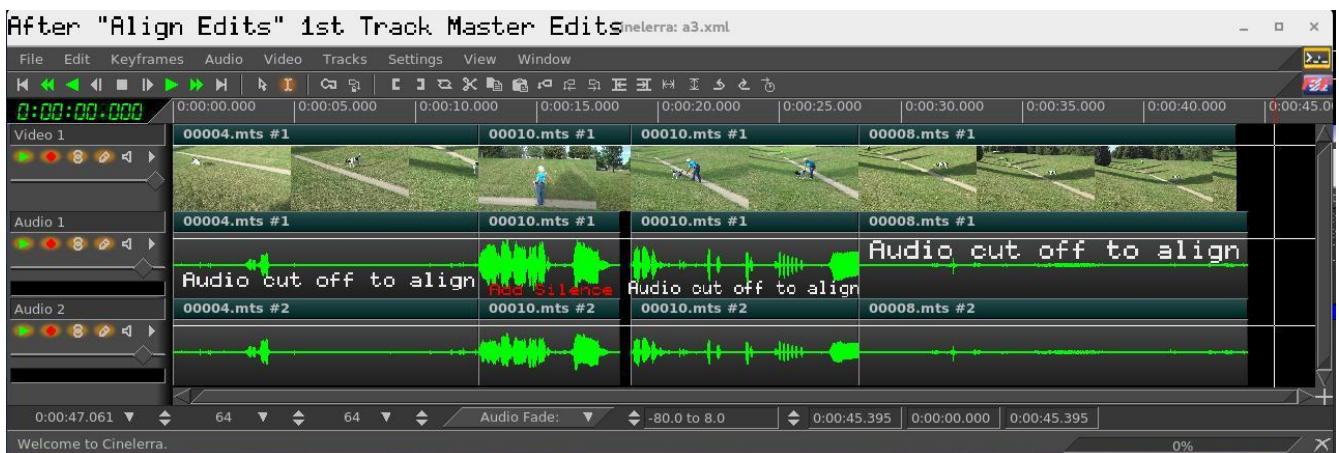 After "Align Edits" 1st Track Master Edits inelerra: a3.xml
File Edit Keyframes Audio Video Tracks Settings View Window
0:00:00.000 0:00:00.000 0:00:05.000 0:00:10.000 0:00:15.000 0:00:20.000 0:00:25.000 0:00:30.000 0:00:35.000 0:00:40.000 0:00:45.0
Video 1 00004.mts #1 00010.mts #1 00010.mts #1 00008.mts #1
Audio 1 00004.mts #1 00010.mts #1 00010.mts #1 00008.mts #1
Audio cut off to align
Audio cut off to align Add Silence Audio cut off to align
Audio 2 00004.mts #2 00010.mts #2 00010.mts #2 00008.mts #2
0:00:47.061 64 64 Audio Fade: -80.0 to 8.0 0:00:45.395 0:00:00.000 0:00:45.395
Welcome to Cinelerra. 0%